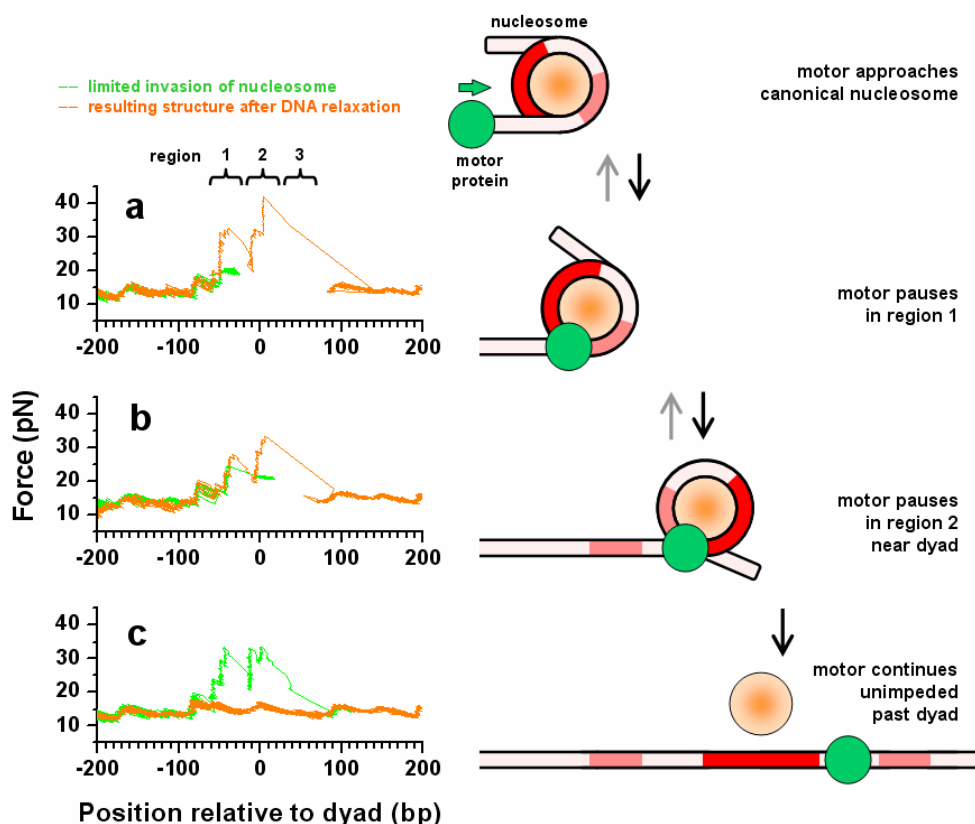 nucleosome
— limited invasion of nucleosome
— resulting structure after DNA relaxation
motor approaches
canonical nucleosome
region 1 2 3
motor
protein
a
40
30
20
10
-200 -100 0 100 200
motor pauses
in region 1
Force (pN)
b
40
30
20
10
-200 -100 0 100 200
motor pauses
in region 2
near dyad
c
40
30
20
10
-200 -100 0 100 200
motor continues
unimpeded
past dyad
Position relative to dyad (bp)